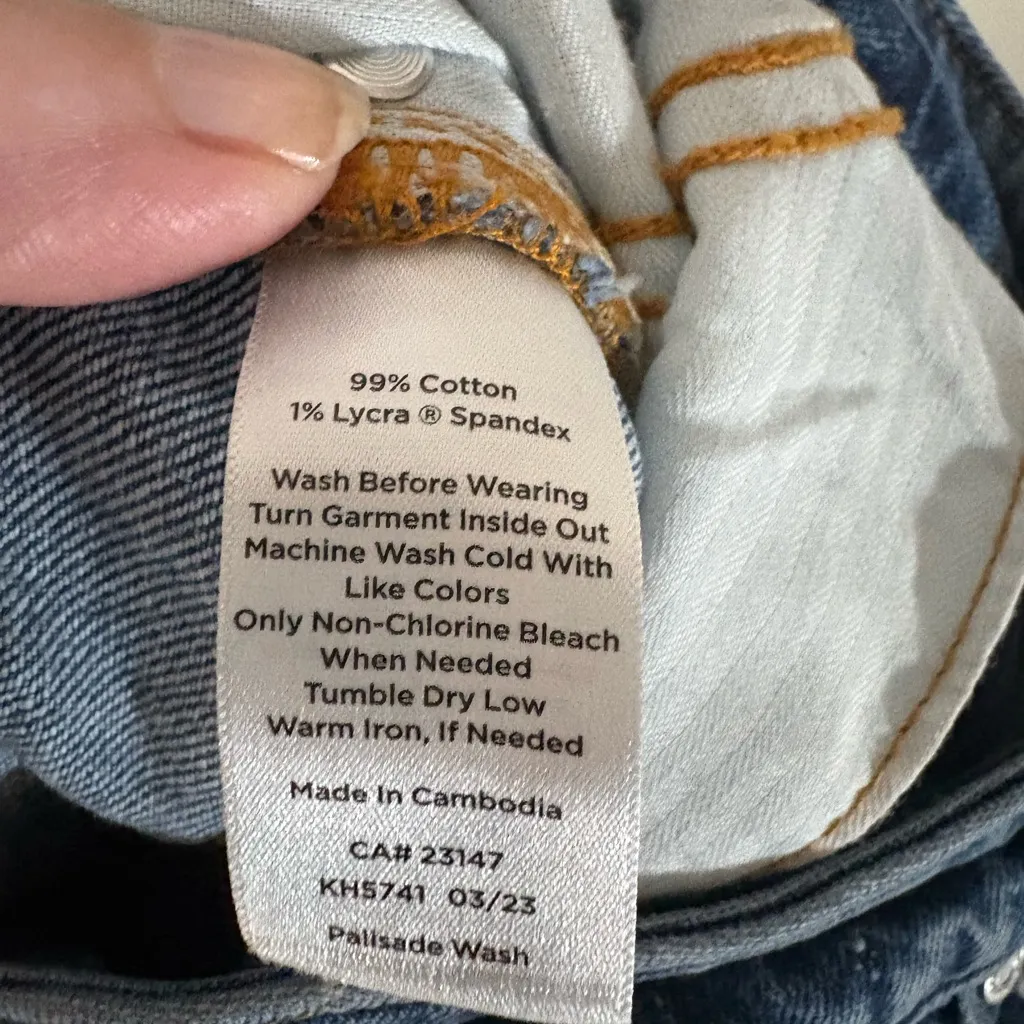 99% Cotton
1% Lycra ® Spandex
Wash Before Wearing
Turn Garment Inside Out
Machine Wash Cold With
Like Colors
Only Non-Chlorine Bleach
When Needed
Tumble Dry Low
Warm Iron, If Needed
Made In Cambodia
CA# 23147
KH5741 03/23
Palisade Wash